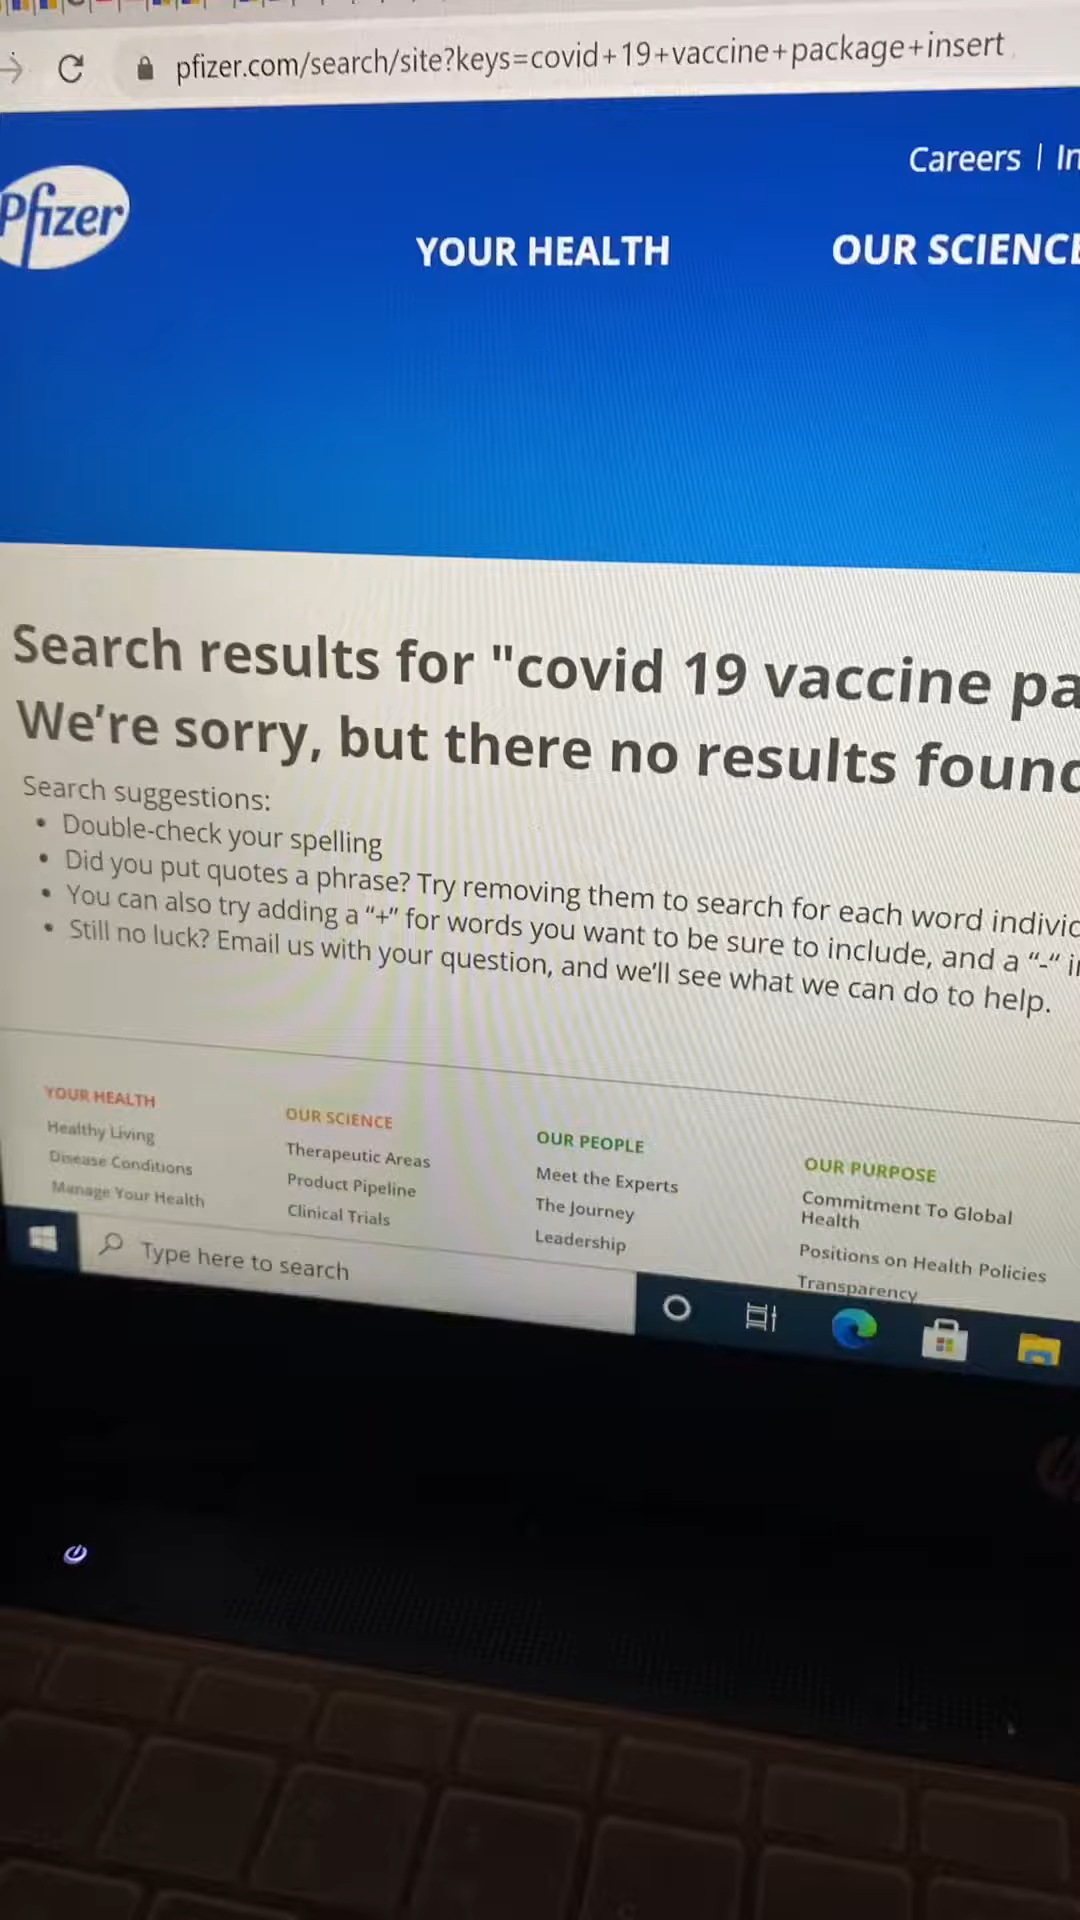 pfizer.com/search/site?keys=covid+19+vaccine+package+insert
Careers | In
Pfizer
YOUR HEALTH
OUR SCIENCE
Search results for "covid 19 vaccine pa
We're sorry, but there no results found
Search suggestions:
• Double-check your spelling
• Did you put quotes a phrase? Try removing them to search for each word individ
• You can also try adding a "+" for words you want to be sure to include, and a "-" in
• Still no luck? Email us with your question, and we'll see what we can do to help.
YOUR HEALTH
Healthy Living
Disease Conditions
Manage Your Health
OUR SCIENCE
Therapeutic Areas
Product Pipeline
Clinical Trials
OUR PEOPLE
Meet the Experts
The Journey
Leadership
OUR PURPOSE
Commitment To Global
Health
Positions on Health Policies
Transparency
Type here to search